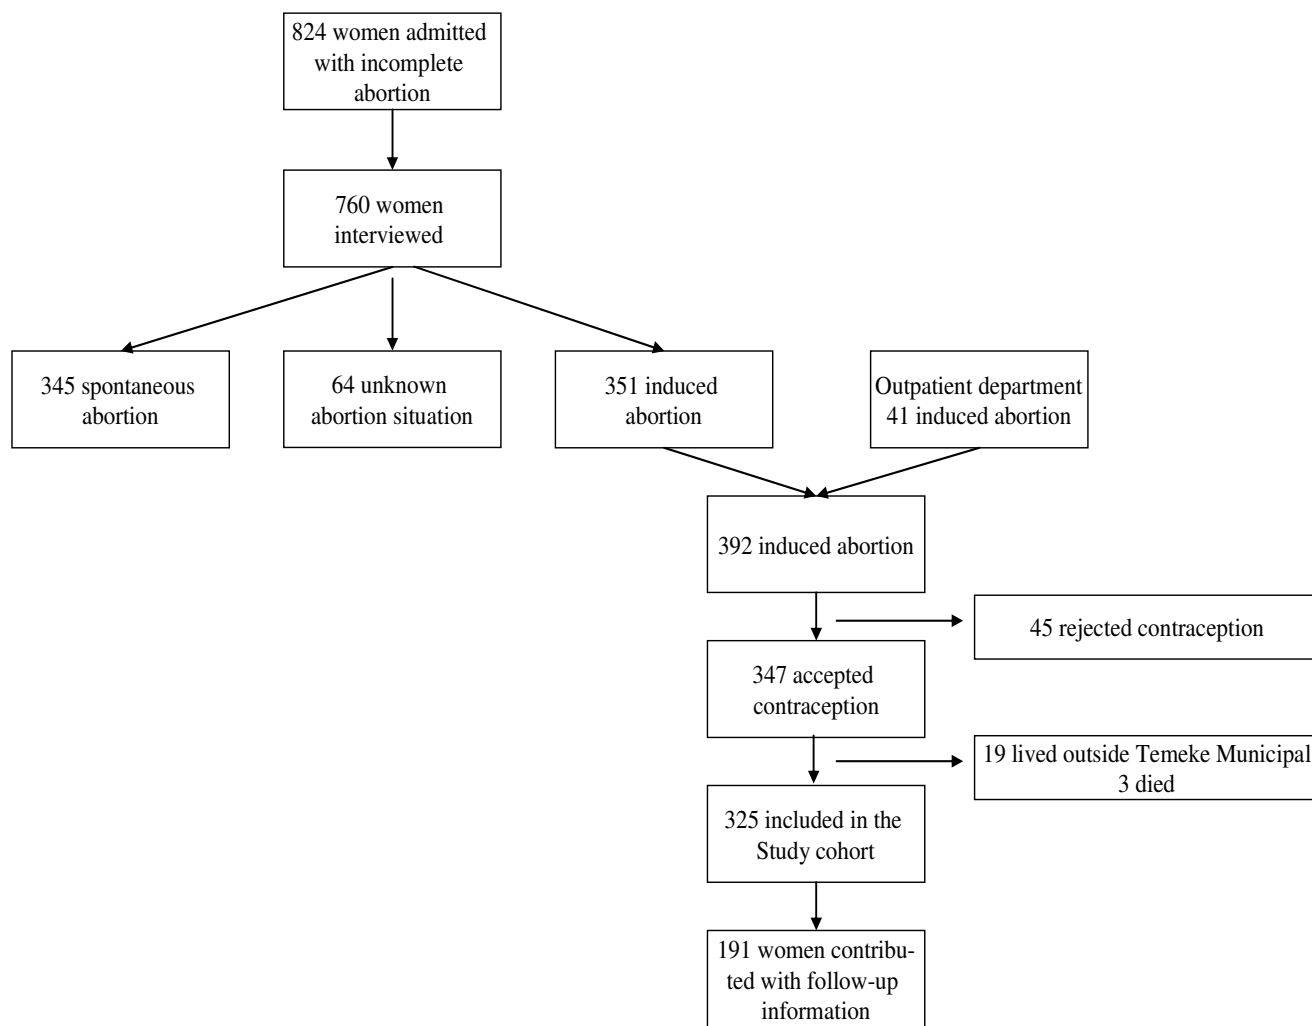 824 women admitted
with incomplete
abortion
760 women
interviewed
345 spontaneous
abortion
64 unknown
abortion situation
351 induced
abortion
Outpatient department
41 induced abortion
392 induced abortion
45 rejected contraception
347 accepted
contraception
19 lived outside Temeke Municipal
3 died
325 included in the
Study cohort
191 women contribu-
ted with follow-up
information